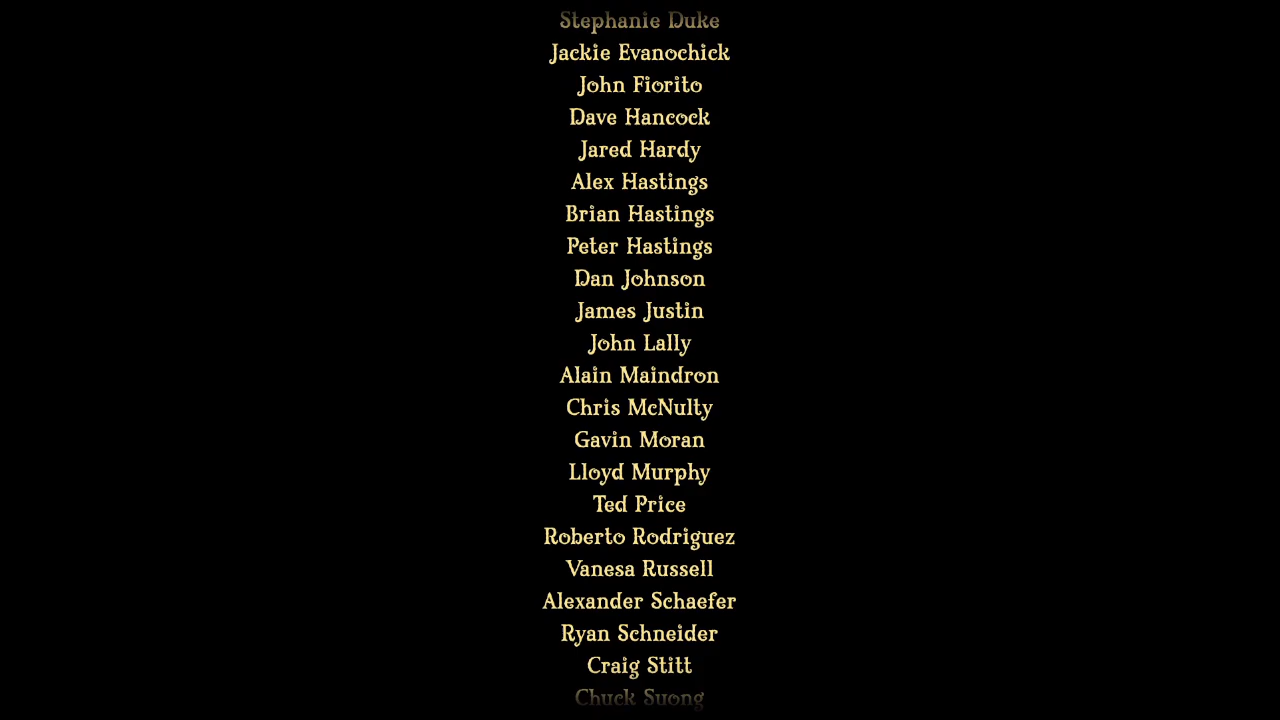 Stephanie Duke
Jackie Evanochick
John Fiorito
Dave Hancock
Jared Hardy
Alex Hastings
Brian Hastings
Peter Hastings
Dan Johnson
James Justin
John Lally
Alain Maindron
Chris McNulty
Gavin Moran
Lloyd Murphy
Ted Price
Roberto Rodriguez
Vanesa Russell
Alexander Schaefer
Ryan Schneider
Craig Stitt
Chuck Suong